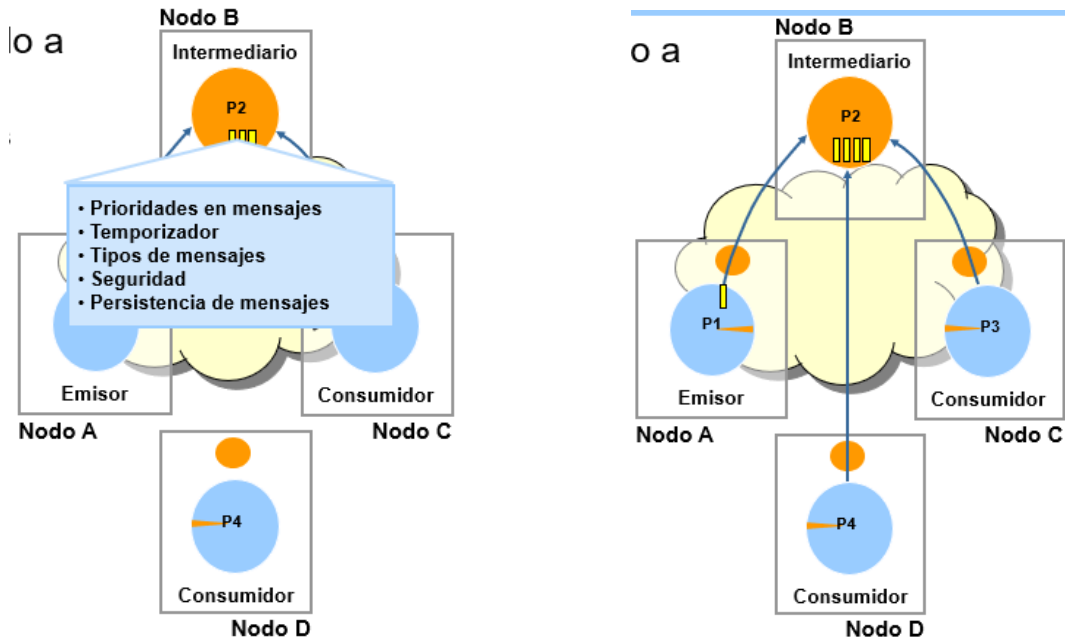 Nodo B
lo a
Intermediario
P2
• Prioridades en mensajes
• Temporizador
• Tipos de mensajes
• Seguridad
• Persistencia de mensajes
Emisor
Consumidor
Nodo A
Nodo C
P4
Consumidor
Nodo D
Nodo B
o a
Intermediario
P2
P1
P3
Emisor
Consumidor
Nodo A
Nodo C
P4
Consumidor
Nodo D